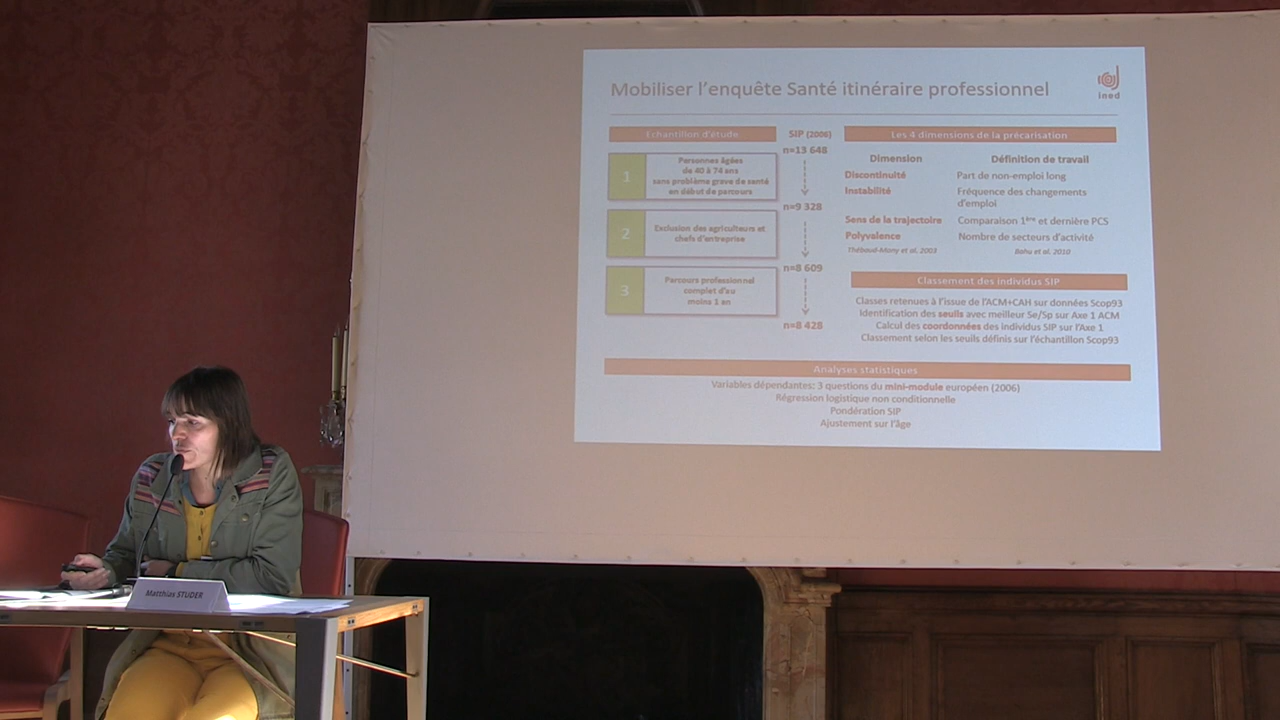 Mobiliser l'enquête Santé itinéraire professionnel
ined
Echantillon d'étude
SIP (2006)
n=13 648
1
Personnes âgées
de 40 à 74 ans
sans problème grave de santé
en début de parcours
n=9 328
2
Exclusion des agriculteurs et
chefs d'entreprise
n=8 609
3
Parcours professionnel
complet d'au
moins 1 an
n=8 428
Les 4 dimensions de la précarisation
Dimension Définition de travail
Discontinuité Part de non-emploi long
Instabilité Fréquence des changements
d'emploi
Sens de la trajectoire Comparaison 1ère et dernière PCS
Polyvalence Nombre de secteurs d'activité
Thébaud-Mony et al. 2003 Bahu et al. 2010
Classement des individus SIP
Classes retenues à l'issue de l'ACM+CAH sur données Scop93
Identification des seuils avec meilleur Se/Sp sur Axe 1 ACM
Calcul des coordonnées des individus SIP sur l'Axe 1
Classement selon les seuils définis sur l'échantillon Scop93
Analyses statistiques
Variables dépendantes: 3 questions du mini-module européen (2006)
Régression logistique non conditionnelle
Pondération SIP
Ajustement sur l'âge
Matthias STUDER